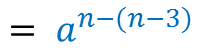 = a^{n-(n-3)}